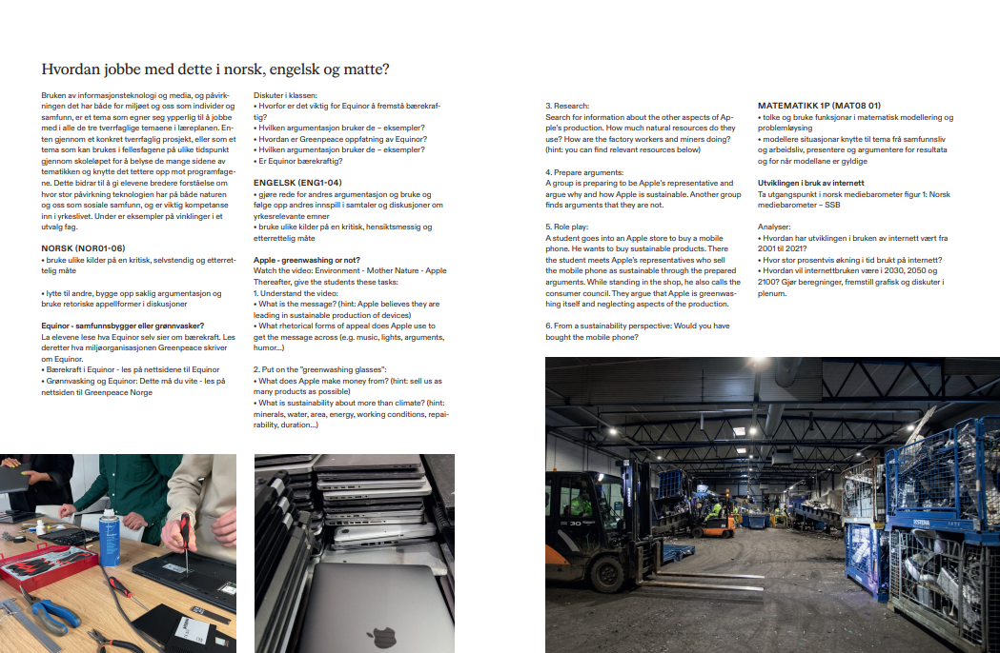 Hvordan jobbe med dette i norsk, engelsk og matte?
Bruken av informasjonsteknologi og media, og påvirk-
ningen det har både for miljøet og oss som individer og
samfunn, er et tema som egner seg ypperlig til å jobbe
med i alle de tre tverrfaglige temaene i læreplanen. En-
ten gjennom et konkret tverrfaglig prosjekt, eller som et
tema som kan brukes i fellesfagene på ulike tidspunkt
gjennom skoleløpet for å belyse de mange sidene av
tematikken og knytte det tettere opp mot programfage-
ne. Dette bidrar til å gi elevene bredere forståelse om
hvor stor påvirkning teknologien har på både naturen
og oss som sosiale samfunn, og er viktig kompetanse
inn i yrkeslivet. Under er eksempler på vinklinger i et
utvalg fag.
NORSK (NOR01-06)
• bruke ulike kilder på en kritisk, selvstendig og etterret-
telig måte
• lytte til andre, bygge opp saklig argumentasjon og
bruke retoriske appellformer i diskusjoner
Equinor - samfunnsbygger eller grønnvasker?
La elevene lese hva Equinor selv sier om bærekraft. Les
deretter hva miljøorganisasjonen Greenpeace skriver
om Equinor.
• Bærekraft i Equinor - les på nettsidene til Equinor
• Grønnvasking og Equinor: Dette må du vite - les på
nettsiden til Greenpeace Norge
Diskuter i klassen:
• Hvorfor er det viktig for Equinor å fremstå bærekraf-
tig?
• Hvilken argumentasjon bruker de – eksempler?
• Hvordan er Greenpeace oppfatning av Equinor?
• Hvilken argumentasjon bruker de – eksempler?
• Er Equinor bærekraftig?
ENGELSK (ENG1-04)
• gjøre rede for andres argumentasjon og bruke og
følge opp andres innspill i samtaler og diskusjoner om
yrkesrelevante emner
• bruke ulike kilder på en kritisk, hensiktsmessig og
etterrettelig måte
Apple - greenwashing or not?
Watch the video: Environment - Mother Nature - Apple
Thereafter, give the students these tasks:
1. Understand the video:
• What is the message? (hint: Apple believes they are
leading in sustainable production of devices)
• What rhetorical forms of appeal does Apple use to
get the message across (e.g. music, lights, arguments,
humor...)
2. Put on the "greenwashing glasses":
• What does Apple make money from? (hint: sell us as
many products as possible)
• What is sustainability about more than climate? (hint:
minerals, water, area, energy, working conditions, repai-
rability, duration...)
3. Research:
Search for information about the other aspects of Ap-
ple's production. How much natural resources do they
use? How are the factory workers and miners doing?
(hint: you can find relevant resources below)
4. Prepare arguments:
A group is preparing to be Apple's representative and
argue why and how Apple is sustainable. Another group
finds arguments that they are not.
5. Role play:
A student goes into an Apple store to buy a mobile
phone. He wants to buy sustainable products. There
the student meets Apple's representatives who sell
the mobile phone as sustainable through the prepared
arguments. While standing in the shop, he also calls the
consumer council. They argue that Apple is greenwas-
hing itself and neglecting aspects of the production.
6. From a sustainability perspective: Would you have
bought the mobile phone?
MATEMATIKK 1P (MAT08 01)
• tolke og bruke funksjonar i matematisk modellering og
problemløysing
• modellere situasjonar knytte til tema frå samfunnsliv
og arbeidsliv, presentere og argumentere for resultata
og for når modellane er gyldige
Utviklingen i bruk av internett
Ta utgangspunkt i norsk mediebarometer figur 1: Norsk
mediebarometer – SSB
Analyser:
• Hvordan har utviklingen i bruken av internett vært fra
2001 til 2021?
• Hvor stor prosentvis økning i tid brukt på internett?
• Hvordan vil internettbruken være i 2030, 2050 og
2100? Gjør beregninger, fremstill grafisk og diskuter i
plenum.
30
STENA